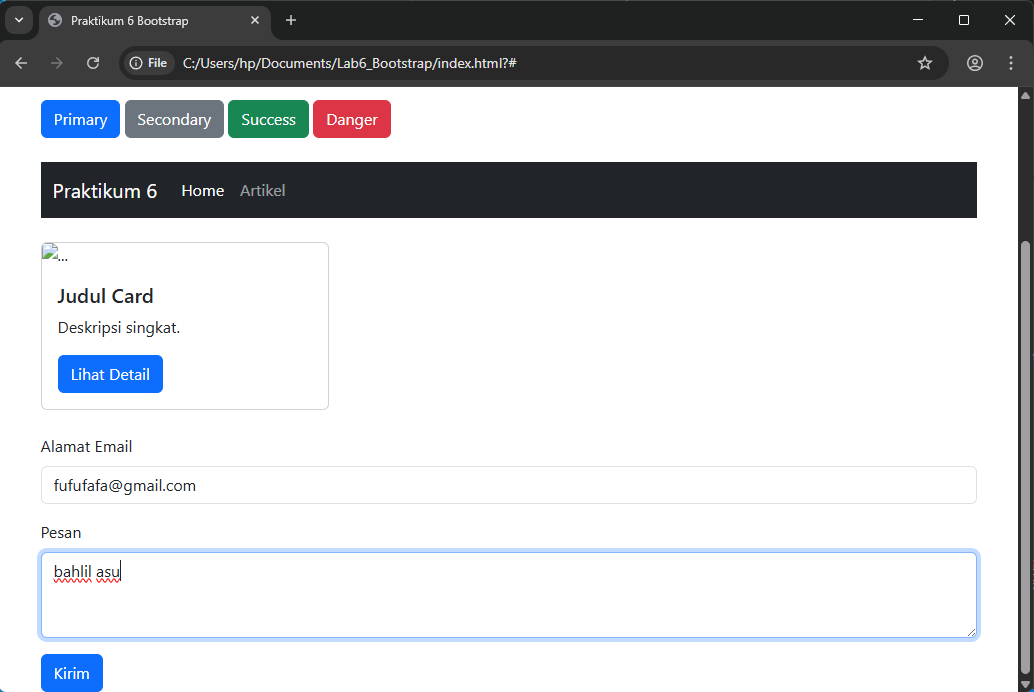 Praktikum 6 Bootstrap
File C:/Users/hp/Documents/Lab6_Bootstrap/index.html?#
Primary Secondary Success Danger
Praktikum 6 Home Artikel
...
Judul Card
Deskripsi singkat.
Lihat Detail
Alamat Email
fufufafa@gmail.com
Pesan
bahlil asu
Kirim